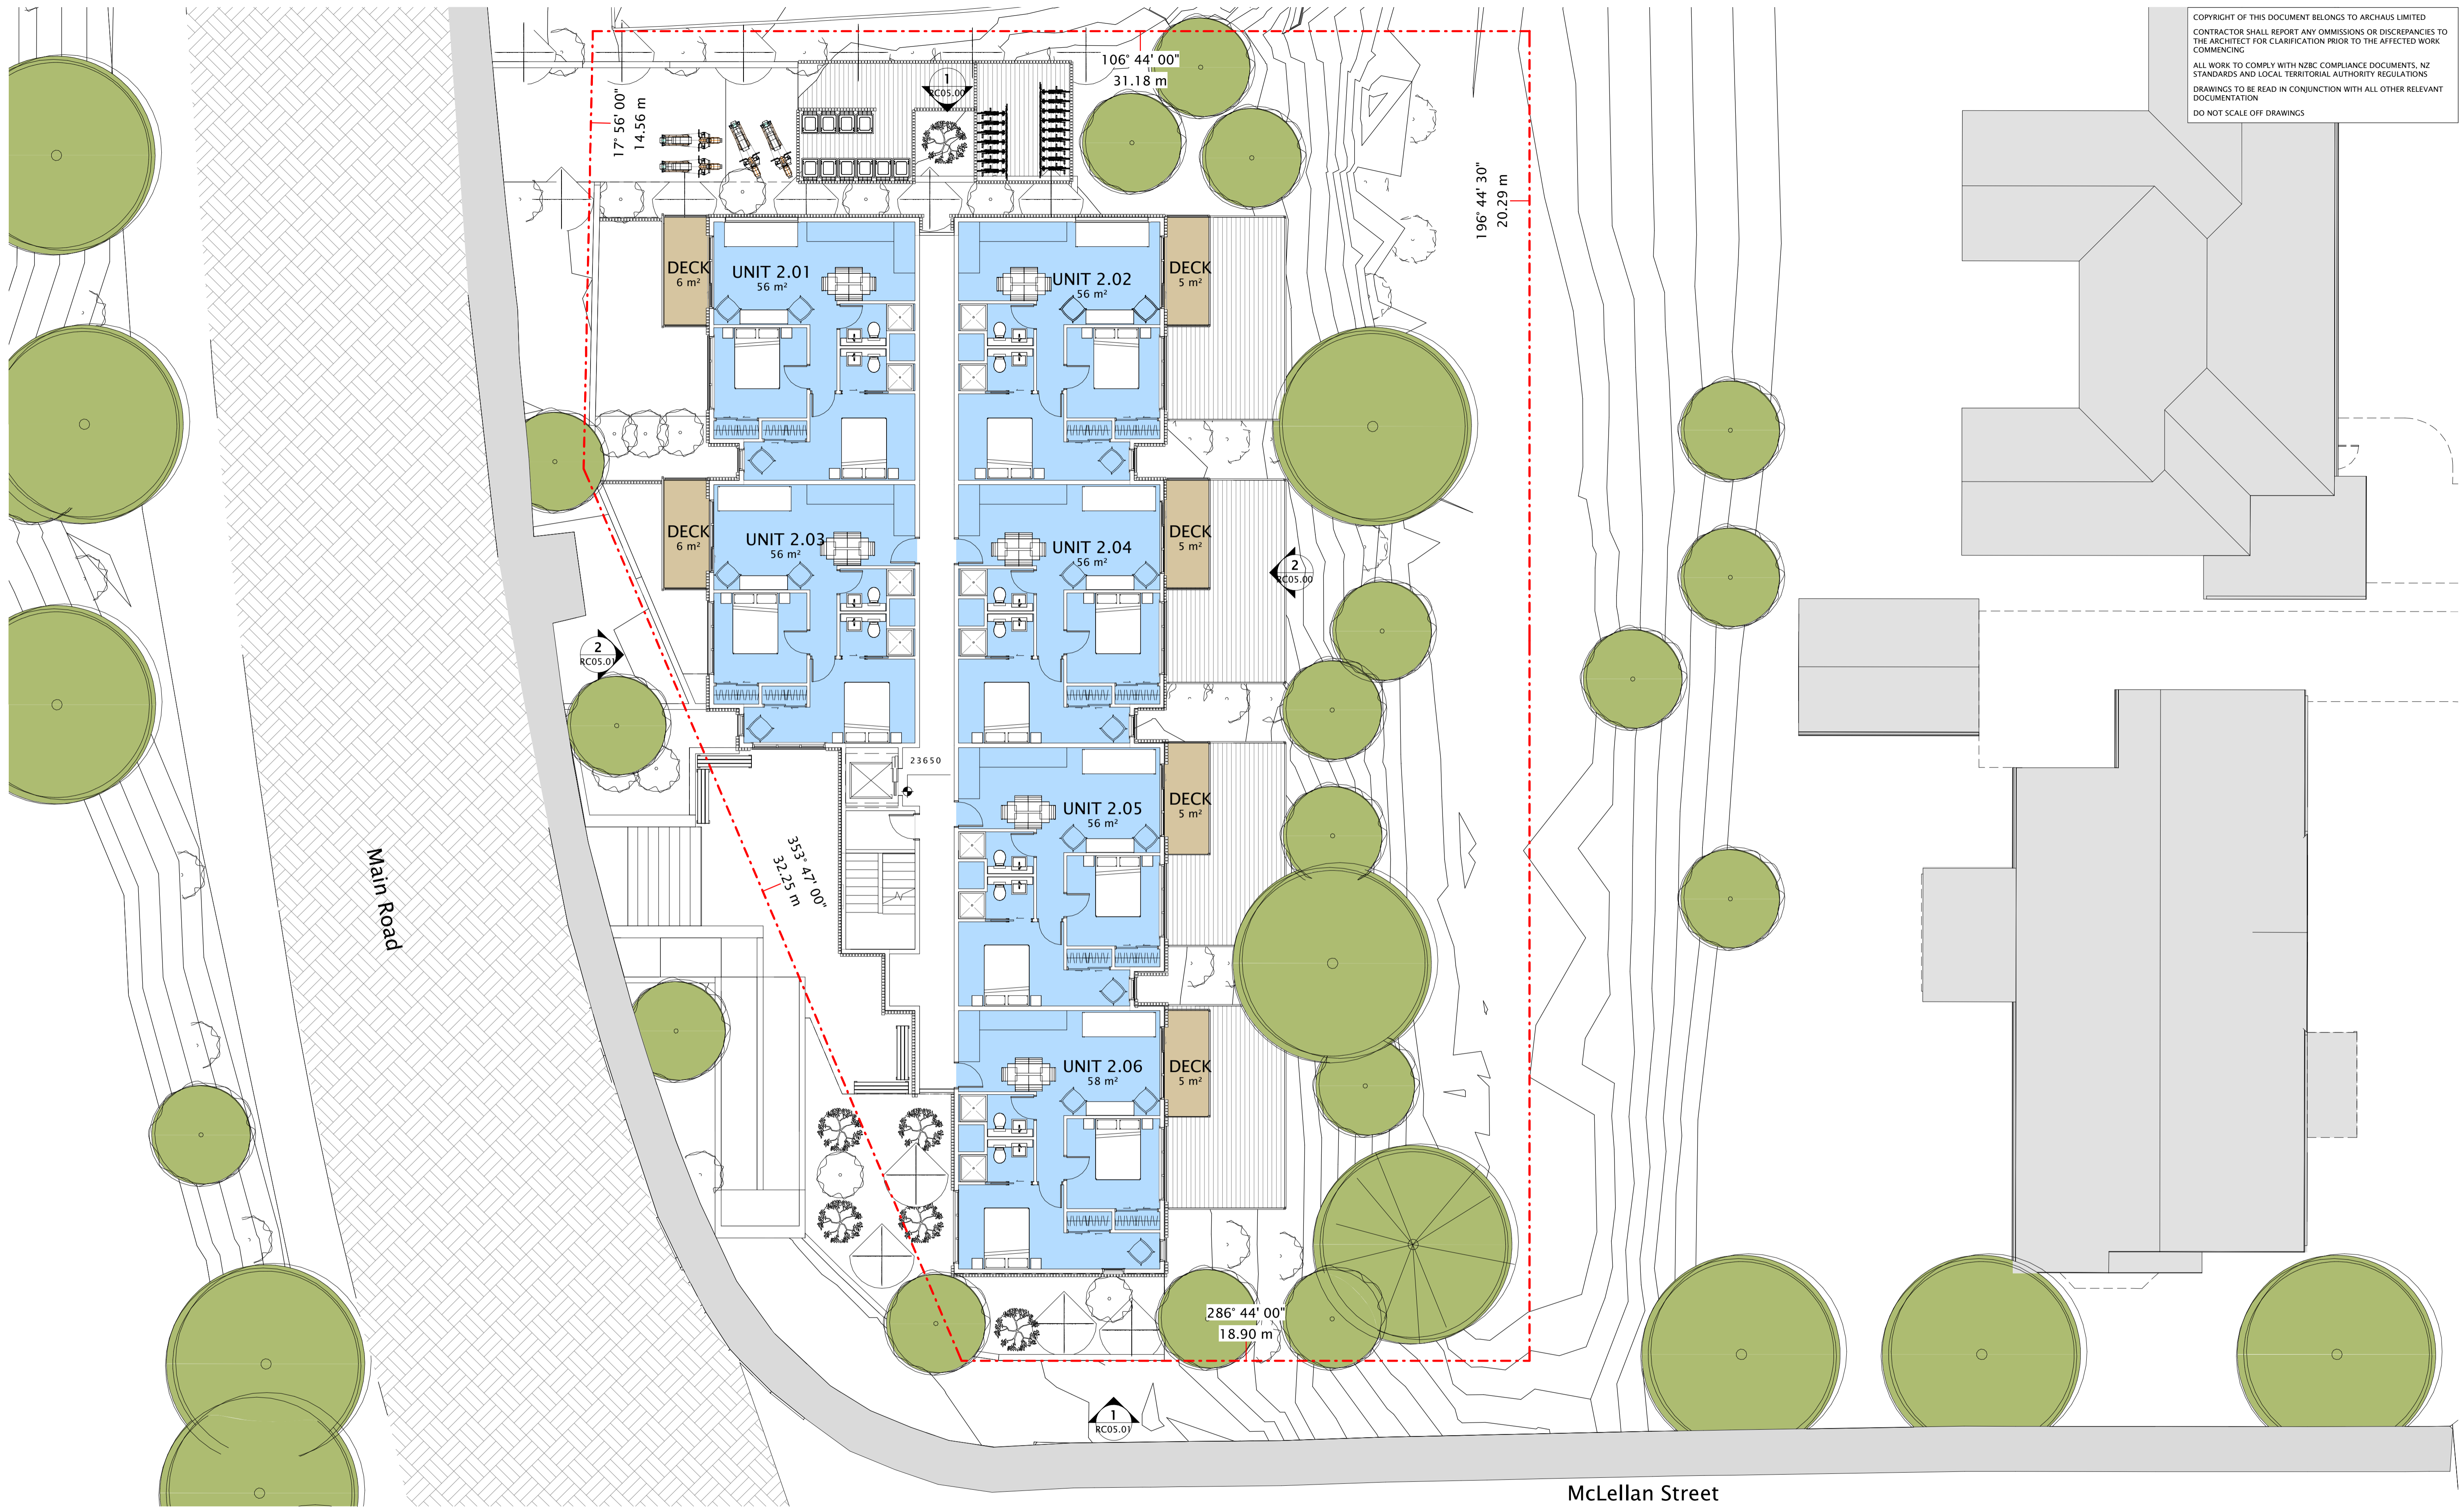 COPYRIGHT OF THIS DOCUMENT BELONGS TO ARCHAUS LIMITED
CONTRACTOR SHALL REPORT ANY OMMISSIONS OR DISCREPANCIES TO
THE ARCHITECT FOR CLARIFICATION PRIOR TO THE AFFECTED WORK
COMMENCING
ALL WORK TO COMPLY WITH NZBC COMPLIANCE DOCUMENTS, NZ
STANDARDS AND LOCAL TERRITORIAL AUTHORITY REGULATIONS
DRAWINGS TO BE READ IN CONJUNCTION WITH ALL OTHER RELEVANT
DOCUMENTATION
DO NOT SCALE OFF DRAWINGS
106° 44' 00"
31.18 m
1
RC05.00
17° 56' 00"
14.56 m
196° 44' 30"
20.29 m
DECK
6 m²
UNIT 2.01
56 m²
UNIT 2.02
56 m²
DECK
5 m²
DECK
6 m²
UNIT 2.03
56 m²
UNIT 2.04
56 m²
DECK
5 m²
2
RC05.00
2
RC05.01
23650
UNIT 2.05
56 m²
DECK
5 m²
353° 47' 00"
32.25 m
Main Road
UNIT 2.06
58 m²
DECK
5 m²
286° 44' 00"
18.90 m
1
RC05.01
McLellan Street